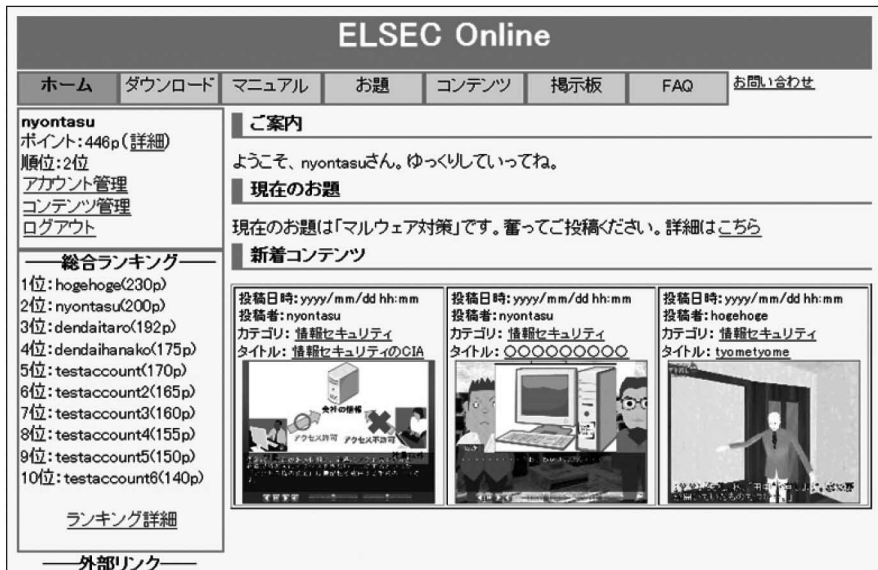 ELSEC Online
ホーム ダウンロード マニュアル お題 コンテンツ 掲示板 FAQ お問い合わせ
nyontasu
ポイント:446p(詳細)
順位:2位
アカウント管理
コンテンツ管理
ログアウト
総合ランキング
1位:hogehoge(230p)
2位:nyontasu(200p)
3位:dendaitaro(192p)
4位:dendaihanako(175p)
5位:testaccount(170p)
6位:testaccount2(165p)
7位:testaccount3(160p)
8位:testaccount4(155p)
9位:testaccount5(150p)
10位:testaccount6(140p)
ランキング詳細
外部リンク
ご案内
ようこそ、nyontasuさん。ゆっくりしていってね。
現在のお題
現在のお題は「マルウェア対策」です。奮ってご投稿ください。詳細はこちら
新着コンテンツ
投稿日時:yyyy/mm/dd hh:mm
投稿者:nyontasu
カテゴリ:情報セキュリティ
タイトル:情報セキュリティのCIA
会社の情報
アクセス許可 アクセス不許可
投稿日時:yyyy/mm/dd hh:mm
投稿者:nyontasu
カテゴリ:情報セキュリティ
タイトル:○○○○○○○○○
投稿日時:yyyy/mm/dd hh:mm
投稿者:hogehoge
カテゴリ:情報セキュリティ
タイトル:tyometyome